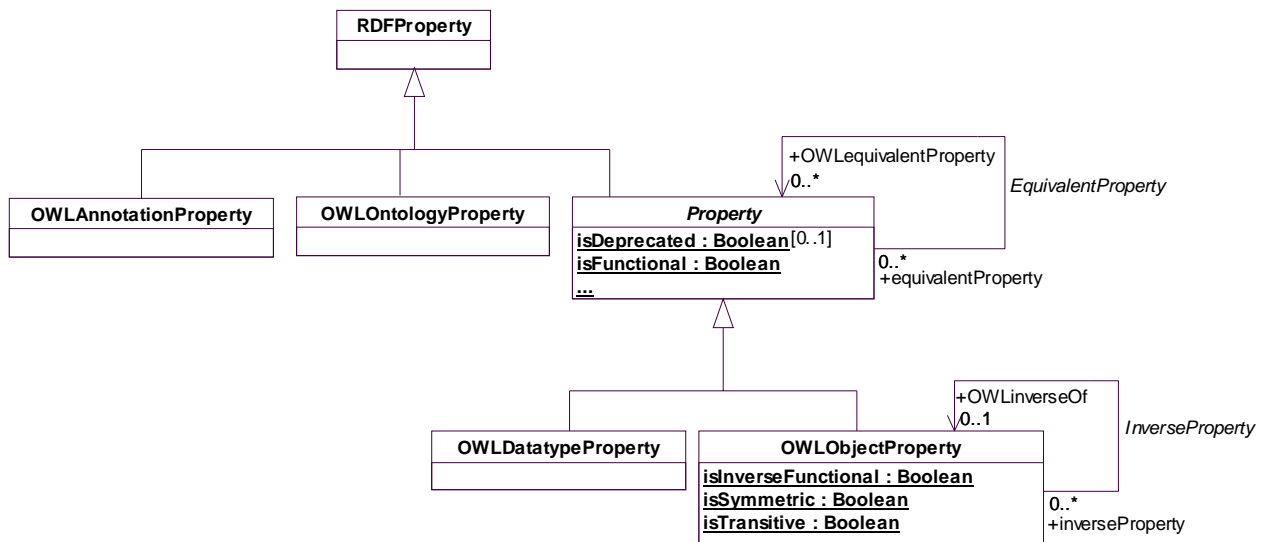 RDFProperty
+OWLequivalentProperty
0..*
EquivalentProperty
OWLAnnotationProperty
OWLOntologyProperty
Property
isDeprecated : Boolean[0..1]
isFunctional : Boolean
...
0..*
+equivalentProperty
+OWLinverseOf
0..1
InverseProperty
OWLDatatypeProperty
OWLObjectProperty
isInverseFunctional : Boolean
isSymmetric : Boolean
isTransitive : Boolean
0..*
+inverseProperty